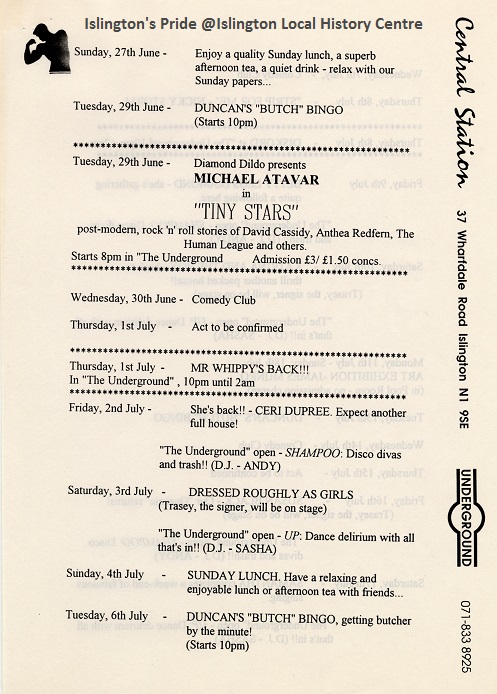 Islington's Pride @Islington Local History Centre
Sunday, 27th June - Enjoy a quality Sunday lunch, a superb
afternoon tea, a quiet drink - relax with our
Sunday papers...
Tuesday, 29th June - DUNCAN'S "BUTCH" BINGO
(Starts 10pm)
************************************************************
Tuesday, 29th June - Diamond Dildo presents
MICHAEL ATAVAR
in
"TINY STARS"
post-modern, rock 'n' roll stories of David Cassidy, Anthea Redfern, The
Human League and others.
Starts 8pm in "The Underground Admission £3/ £1.50 concs.
************************************************************
Wednesday, 30th June - Comedy Club
Thursday, 1st July - Act to be confirmed
************************************************************
Thursday, 1st July - MR WHIPPY'S BACK!!!
In "The Underground" , 10pm until 2am
************************************************************
Friday, 2nd July - She's back!! - CERI DUPREE. Expect another
full house!
"The Underground" open - SHAMPOO: Disco divas
and trash!! (D.J. - ANDY)
Saturday, 3rd July - DRESSED ROUGHLY AS GIRLS
(Trasey, the signer, will be on stage)
"The Underground" open - UP: Dance delirium with all
that's in!! (D.J. - SASHA)
Sunday, 4th July - SUNDAY LUNCH. Have a relaxing and
enjoyable lunch or afternoon tea with friends...
Tuesday, 6th July - DUNCAN'S "BUTCH" BINGO, getting butcher
by the minute!
(Starts 10pm)
Central Station 37 Wharfdale Road Islington N1 9SE
UNDERGROUND
071-833 8925